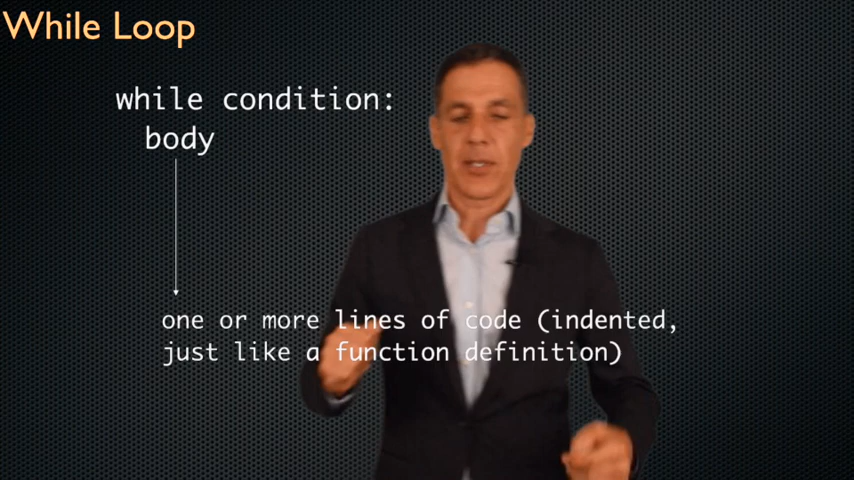 While Loop
while condition:
body
one or more lines of code (indented,
just like a function definition)